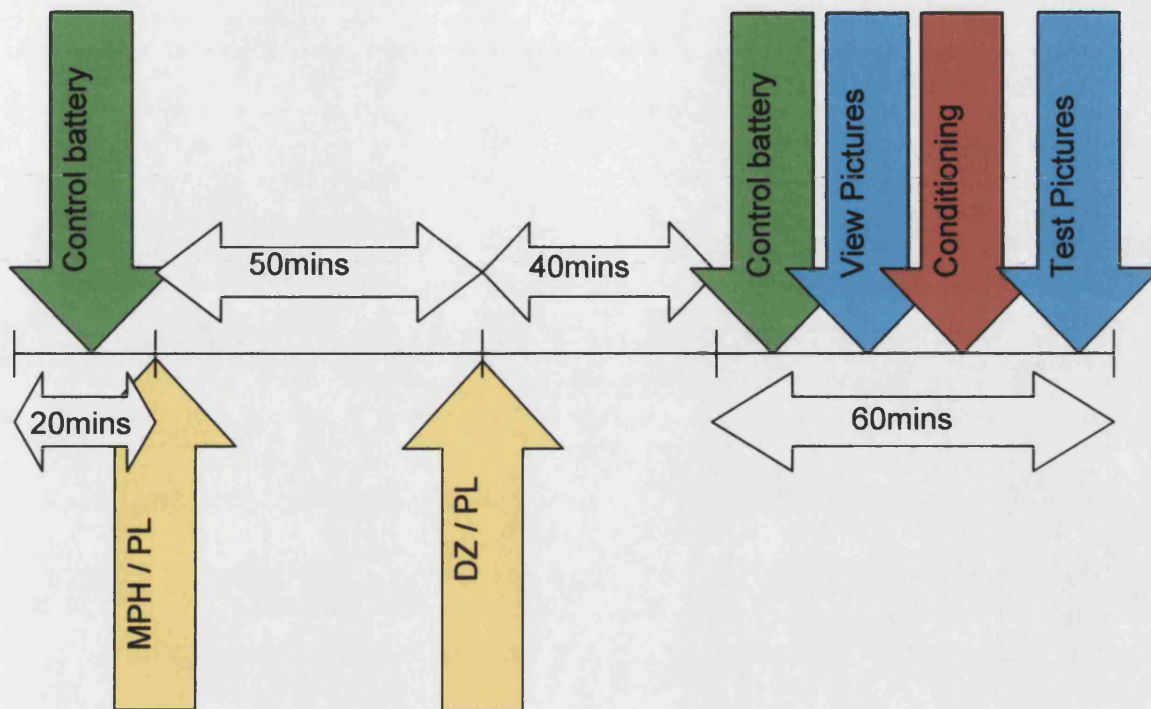 Control battery
50mins
40mins
Control battery
View Pictures
Conditioning
Test Pictures
20mins
60mins
MPH / PL
DZ / PL